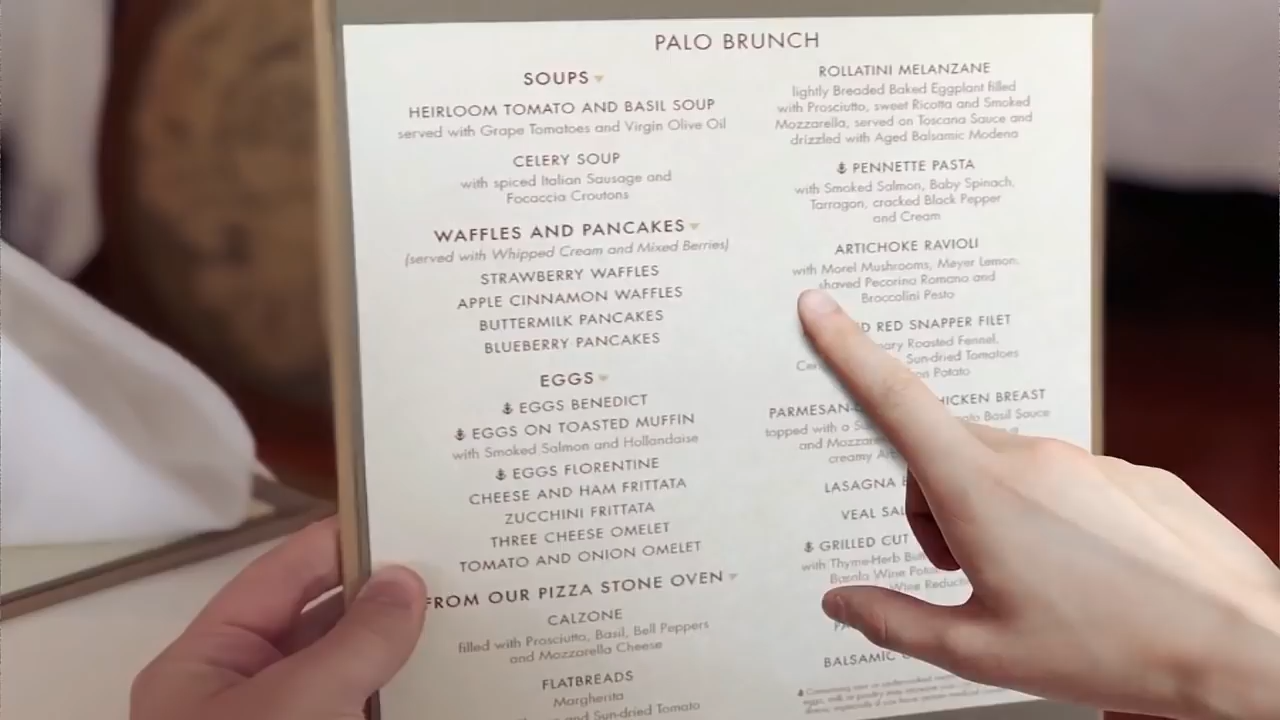 PALO BRUNCH
SOUPS
HEIRLOOM TOMATO AND BASIL SOUP
served with Grape Tomatoes and Virgin Olive Oil
CELERY SOUP
with spiced Italian Sausage and
Focaccia Croutons
WAFFLES AND PANCAKES
(served with Whipped Cream and Mixed Berries)
STRAWBERRY WAFFLES
APPLE CINNAMON WAFFLES
BUTTERMILK PANCAKES
BLUEBERRY PANCAKES
EGGS
EGGS BENEDICT
EGGS ON TOASTED MUFFIN
with Smoked Salmon and Hollandaise
EGGS FLORENTINE
CHEESE AND HAM FRITTATA
ZUCCHINI FRITTATA
THREE CHEESE OMELET
TOMATO AND ONION OMELET
FROM OUR PIZZA STONE OVEN
CALZONE
filled with Prosciutto, Basil, Bell Peppers
and Mozzarella Cheese
FLATBREADS
Margherita
and Sun-dried Tomato
ROLLATINI MELANZANE
lightly Breaded Baked Eggplant filled
with Prosciutto, sweet Ricotta and Smoked
Mozzarella, served on Toscana Sauce and
drizzled with Aged Balsamic Modena
PENNETTE PASTA
with Smoked Salmon, Baby Spinach,
Tarragon, cracked Black Pepper
and Cream
ARTICHOKE RAVIOLI
with Morel Mushrooms, Meyer Lemon,
shaved Pecorino Romano and
Broccolini Pesto
RED SNAPPER FILET
Roasted Fennel,
Sun-dried Tomatoes
Potato
PARMESAN- CHICKEN BREAST
topped with a Basil Sauce
and
creamy
LASAGNA
VEAL
GRILLED CUT
with Thyme-Herb
Barolo Wine
Wine
BALSAMIC